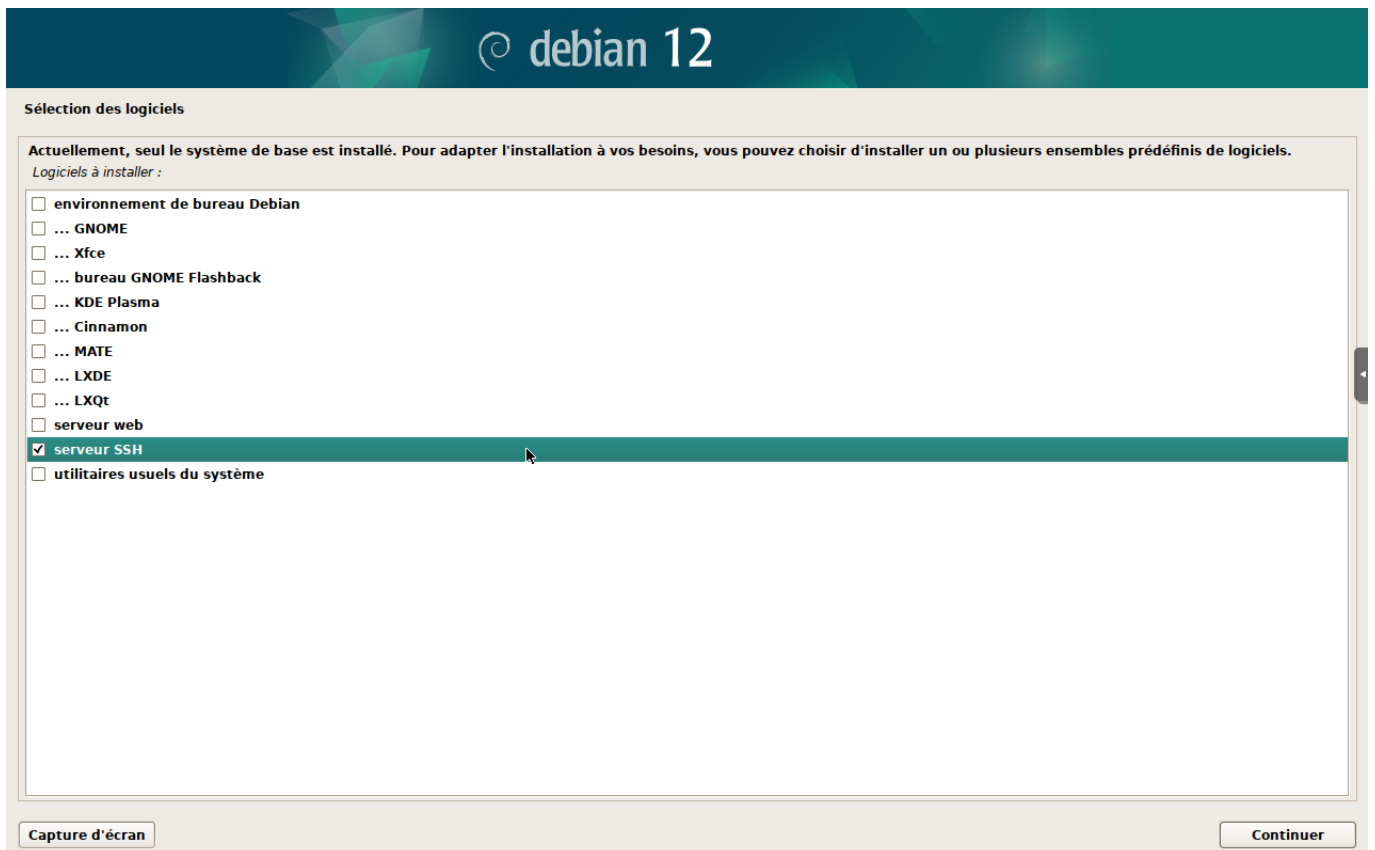 debian 12
Sélection des logiciels
Actuellement, seul le système de base est installé. Pour adapter l'installation à vos besoins, vous pouvez choisir d'installer un ou plusieurs ensembles prédéfinis de logiciels.
Logiciels à installer :
environnement de bureau Debian
... GNOME
... Xfce
... bureau GNOME Flashback
... KDE Plasma
... Cinnamon
... MATE
... LXDE
... LXQt
serveur web
serveur SSH
utilitaires usuels du système
Capture d'écran
Continuer